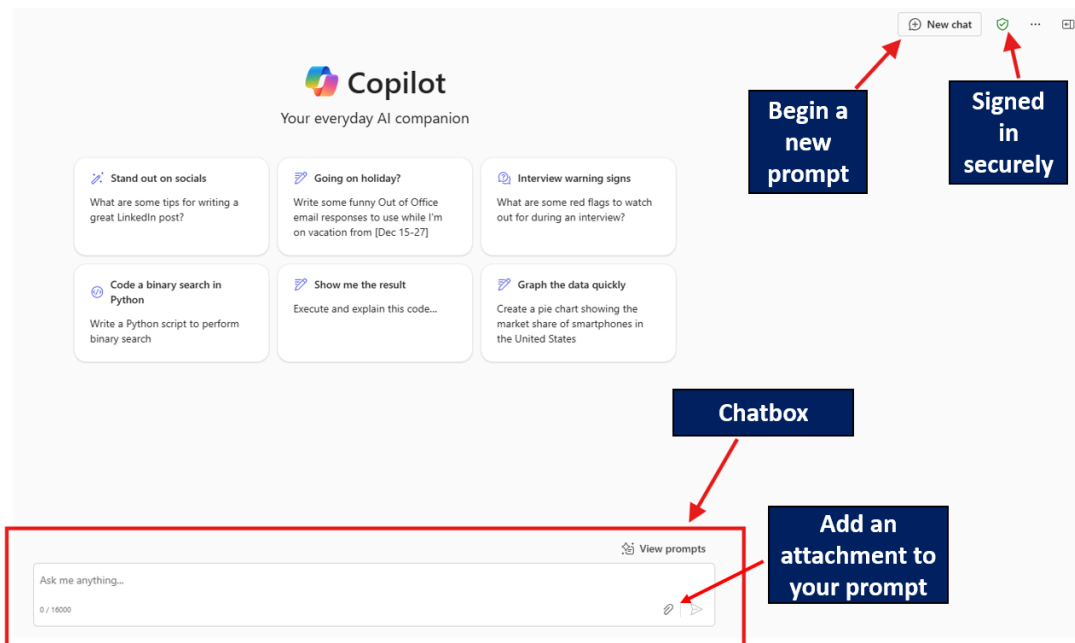 New chat
Copilot
Your everyday AI companion
Begin a
new
prompt
Signed
in
securely
Stand out on socials
What are some tips for writing a
great LinkedIn post?
Going on holiday?
Write some funny Out of Office
email responses to use while I'm
on vacation from [Dec 15-27]
Interview warning signs
What are some red flags to watch
out for during an interview?
Code a binary search in
Python
Write a Python script to perform
binary search
Show me the result
Execute and explain this code...
Graph the data quickly
Create a pie chart showing the
market share of smartphones in
the United States
Chatbox
Add an
attachment to
your prompt
View prompts
Ask me anything...
0 / 16000